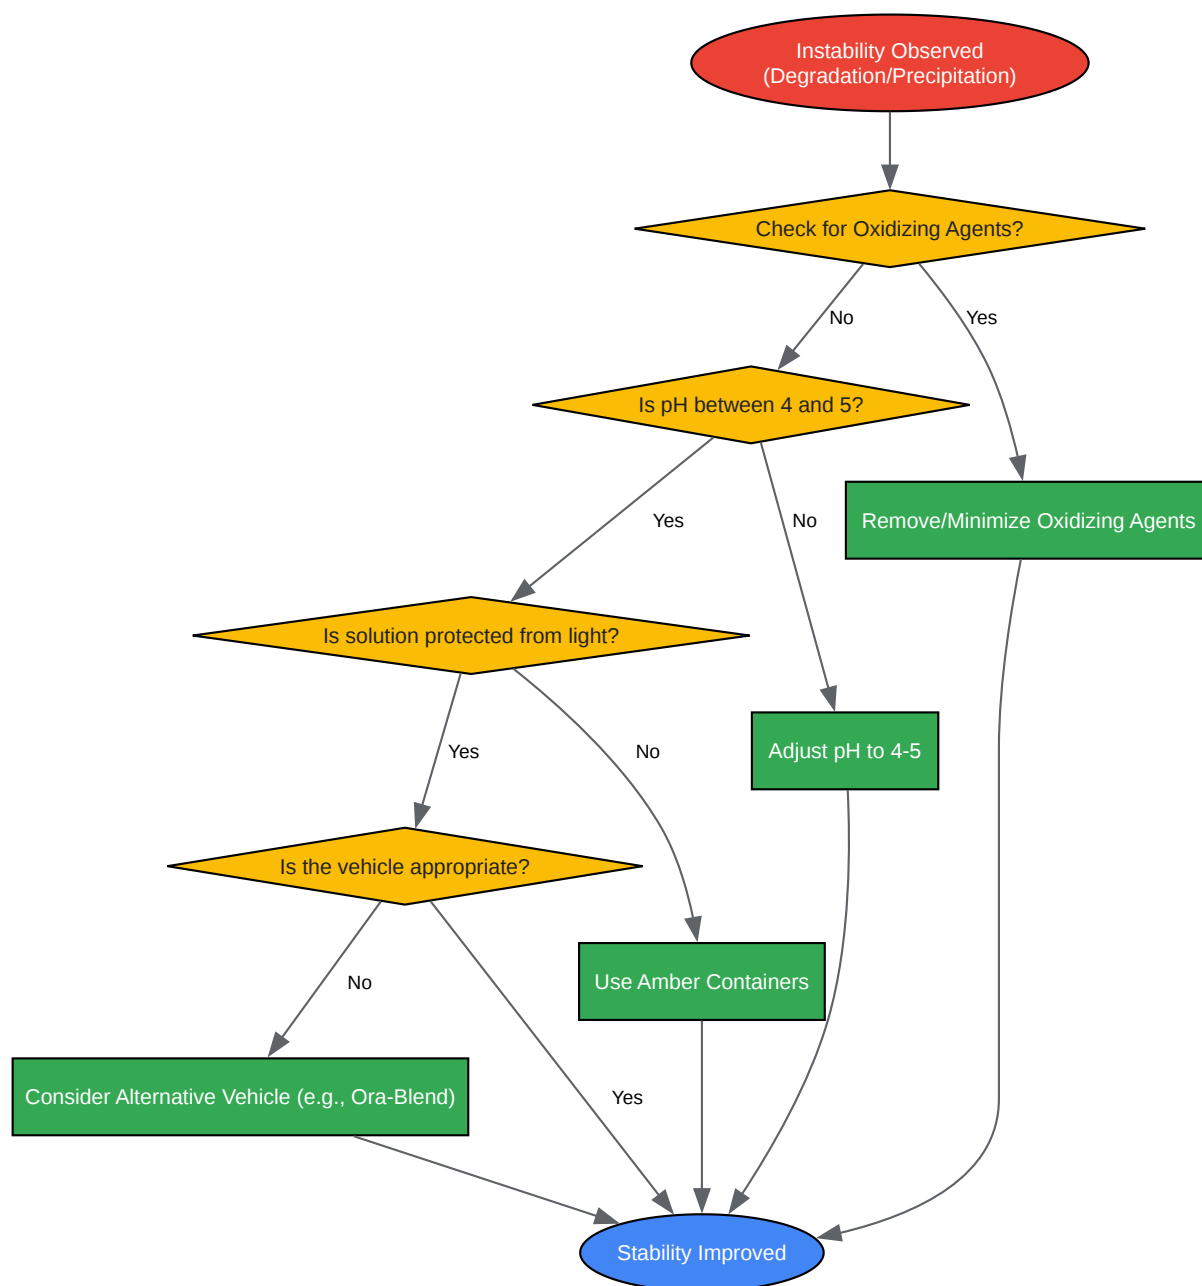 Instability Observed
(Degradation/Precipitation)
Check for Oxidizing Agents?
No
Yes
Is pH between 4 and 5?
Yes
No
Remove/Minimize Oxidizing Agents
Is solution protected from light?
Yes
No
Adjust pH to 4-5
Is the vehicle appropriate?
No
Use Amber Containers
Consider Alternative Vehicle (e.g., Ora-Blend)
Yes
Stability Improved